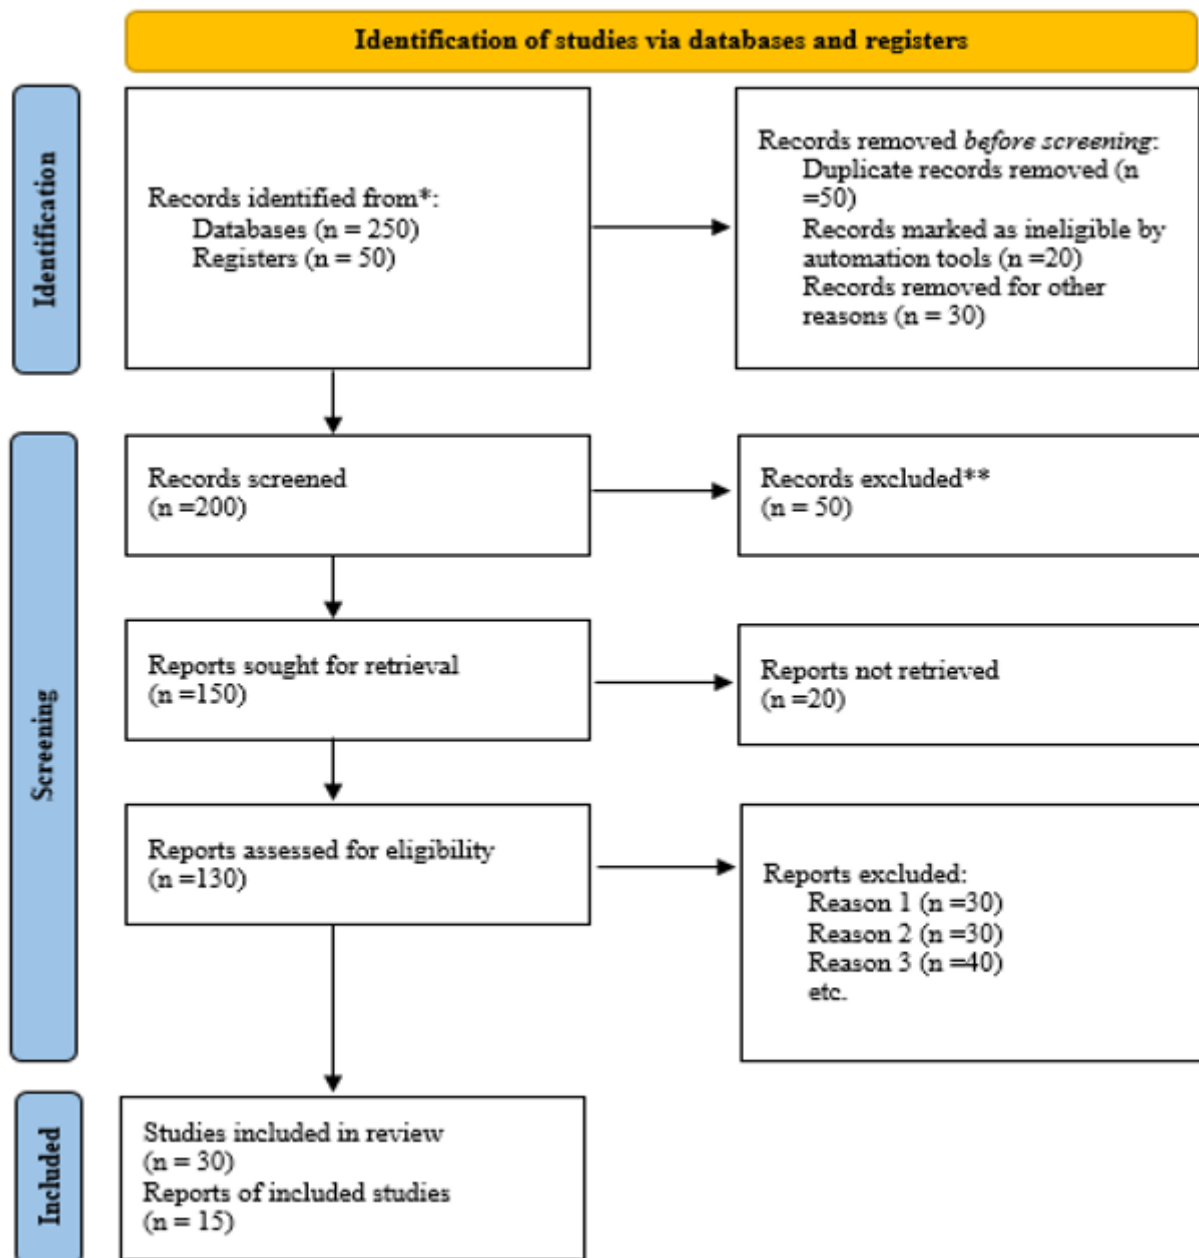 Identification of studies via databases and registers
Identification
Records identified from*:
Databases (n = 250)
Registers (n = 50)
Records removed before screening:
Duplicate records removed (n
=50)
Records marked as ineligible by
automation tools (n =20)
Records removed for other
reasons (n = 30)
Screening
Records screened
(n =200)
Records excluded**
(n = 50)
Reports sought for retrieval
(n =150)
Reports not retrieved
(n =20)
Reports assessed for eligibility
(n =130)
Reports excluded:
Reason 1 (n =30)
Reason 2 (n =30)
Reason 3 (n =40)
etc.
Included
Studies included in review
(n = 30)
Reports of included studies
(n = 15)